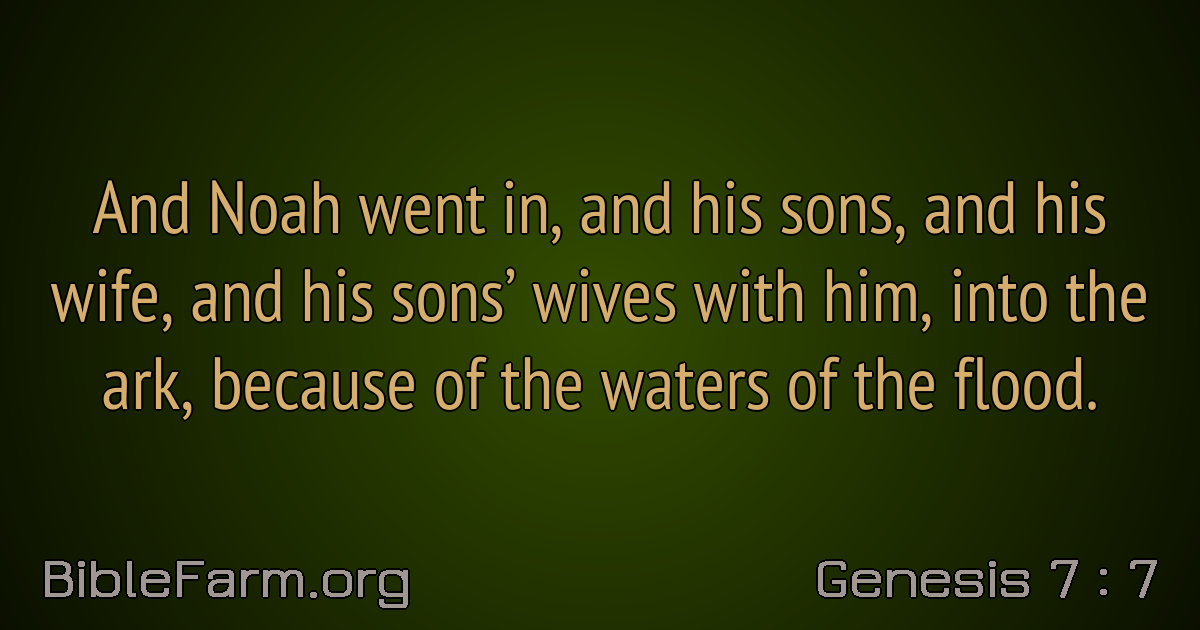 And Noah went in, and his sons, and his
wife, and his sons’ wives with him, into the
ark, because of the waters of the flood.
BibleFarm.org
Genesis 7 : 7